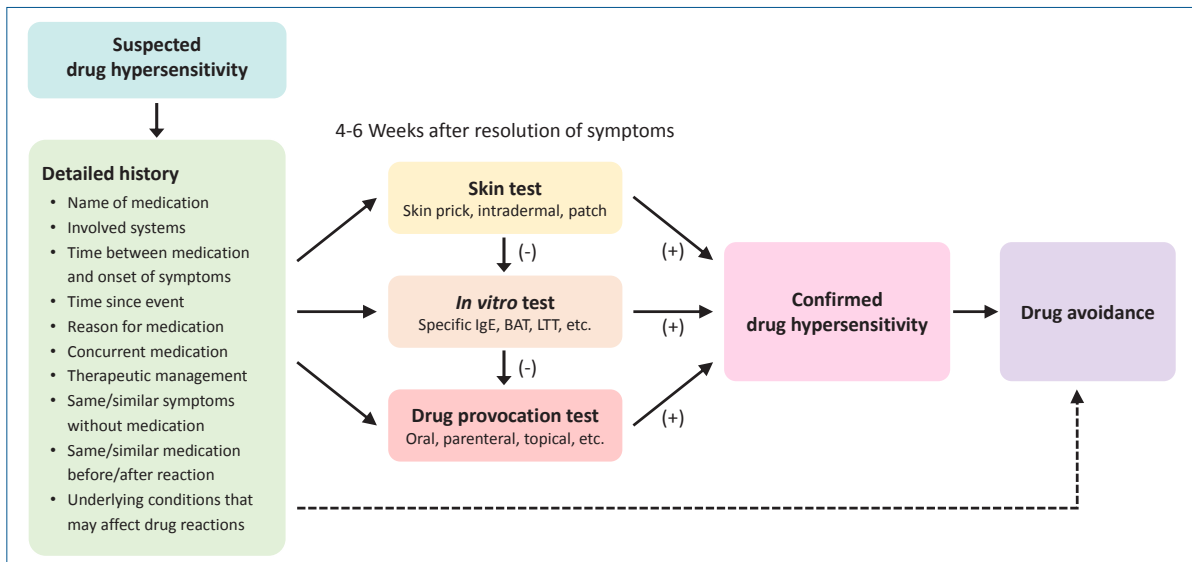 Suspected
drug hypersensitivity
Detailed history
• Name of medication
• Involved systems
• Time between medication
and onset of symptoms
• Time since event
• Reason for medication
• Concurrent medication
• Therapeutic management
• Same/similar symptoms
without medication
• Same/similar medication
before/after reaction
• Underlying conditions that
may affect drug reactions
4-6 Weeks after resolution of symptoms
Skin test
Skin prick, intradermal, patch
(-)
(+)
In vitro test
Specific IgE, BAT, LTT, etc.
(-)
(+)
Drug provocation test
Oral, parenteral, topical, etc.
(+)
Confirmed
drug hypersensitivity
Drug avoidance